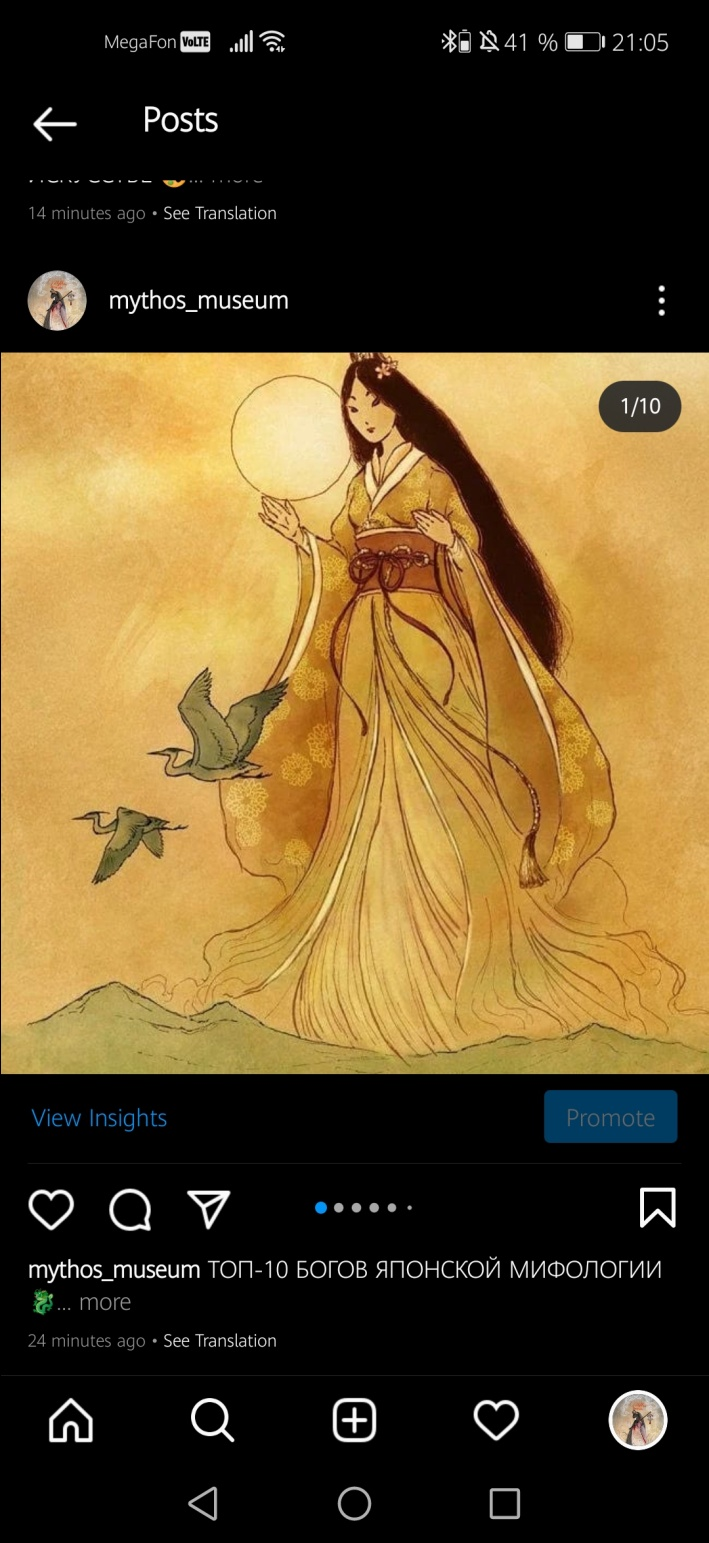 MegaFon VoLTE 41 % 21:05
Posts
... more
14 minutes ago • See Translation
mythos_museum
1/10
View Insights
Promote
mythos_museum ТОП-10 БОГОВ ЯПОНСКОЙ МИФОЛОГИИ
🐉... more
24 minutes ago • See Translation